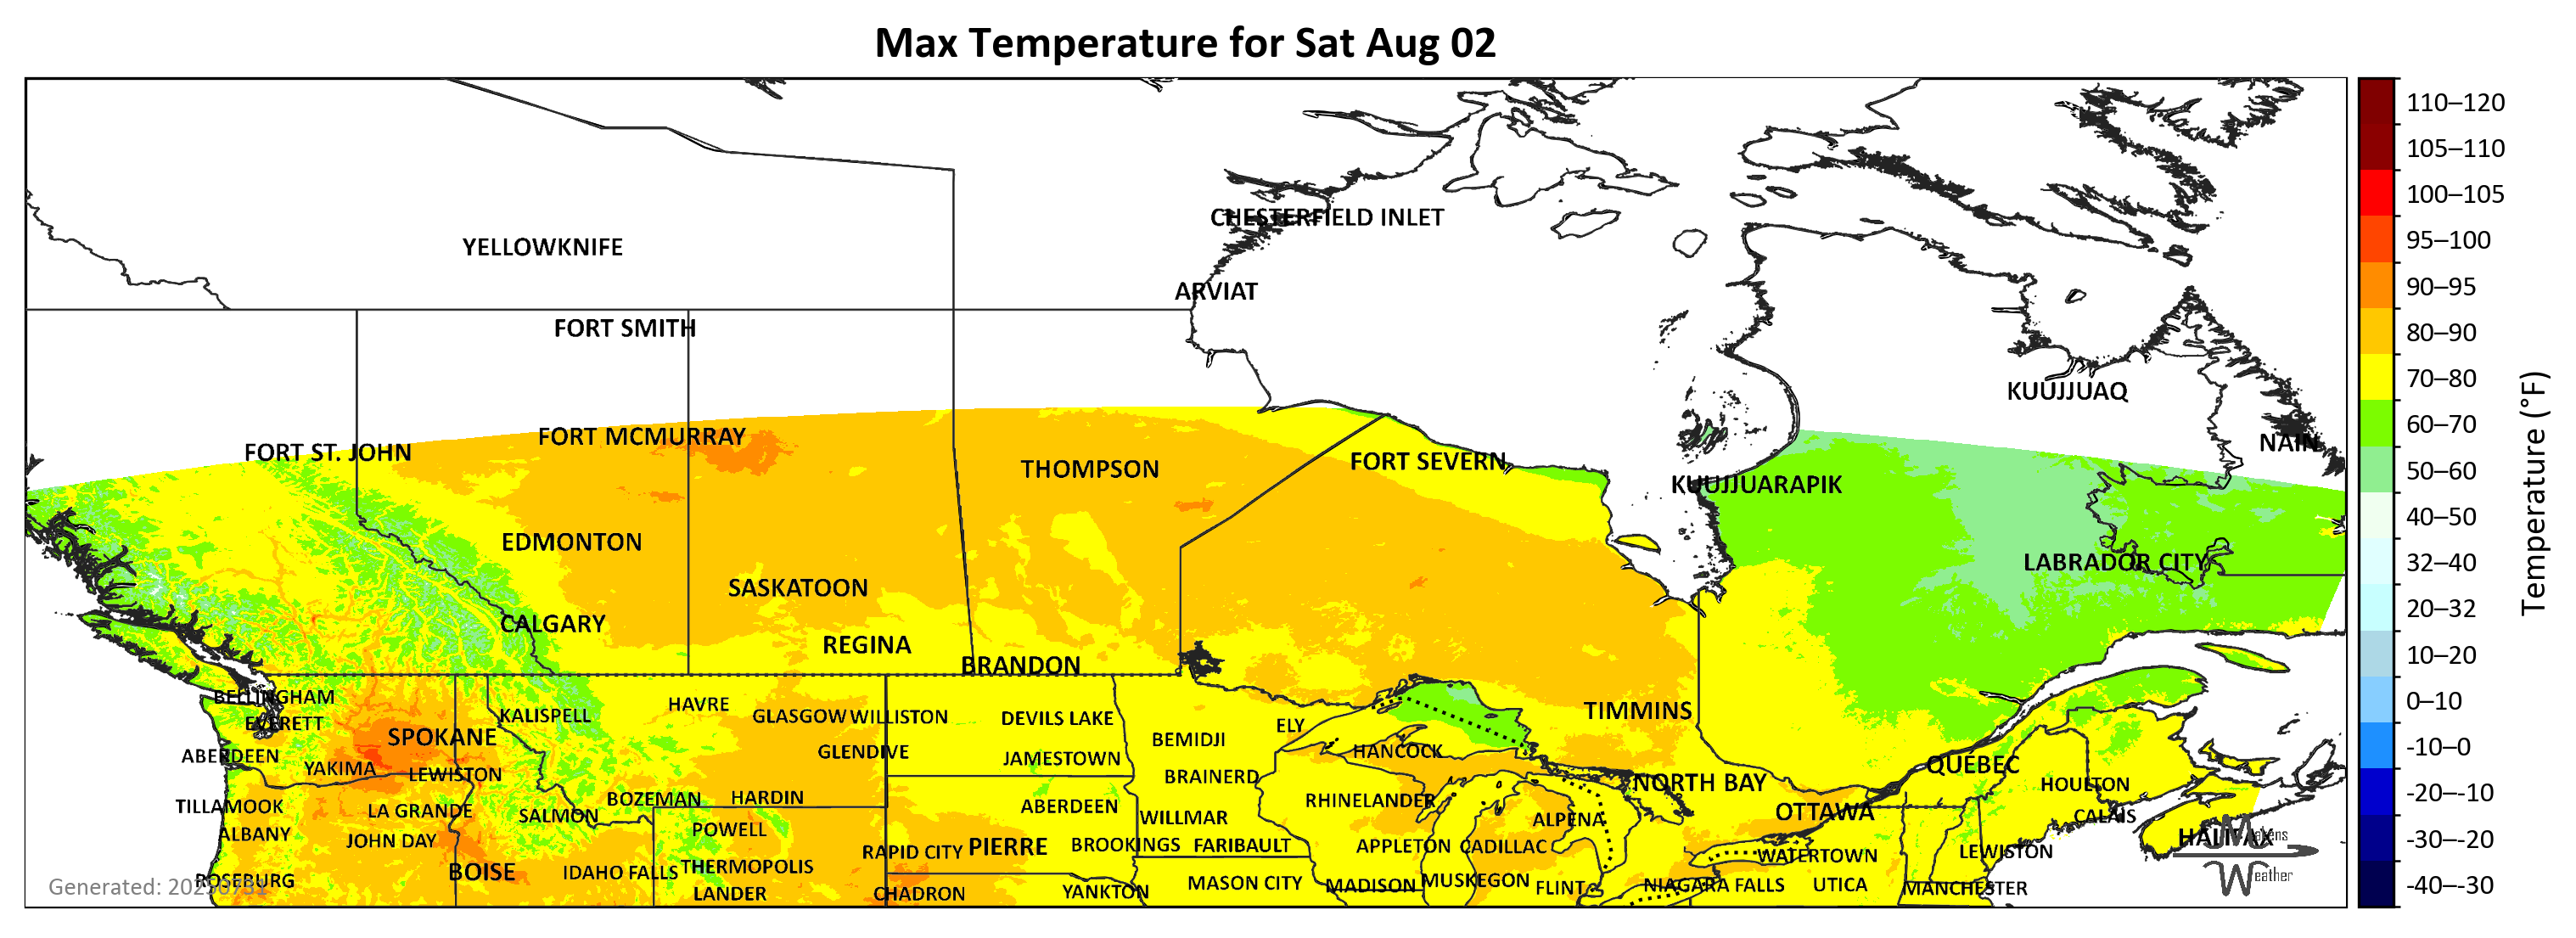 Max Temperature for Sat Aug 02
CHESTERFIELD INLET
YELLOWKNIFE
ARVIAT
FORT SMITH
KUUJJUAQ
FORT MCMURRAY
NAIN
FORT ST. JOHN
FORT SEVERN
THOMPSON
KUUJJUARAPIK
EDMONTON
LABRADOR CITY
SASKATOON
CALGARY
REGINA
BRANDON
BELLINGHAM
HAVRE
TIMMINS
KALISPELL
GLASGOW
WILLISTON
DEVILS LAKE
EVERETT
ELY
SPOKANE
BEMIDJI
HANCOCK
ABERDEEN
GLENDIVE
JAMESTOWN
QUÉBEC
YAKIMA
LEWISTON
BRAINERD
NORTH BAY
HOULTON
BOZEMAN
HARDIN
RHINELANDER
TILLAMOOK
LA GRANDE
SALMON
ABERDEEN
WILLMAR
ALPENA
OTTAWA
CALAIS
ALBANY
JOHN DAY
POWELL
HALIFAX
RAPID CITY
PIERRE
BROOKINGS
FARIBAULT
APPLETON
CADILLAC
WATERTOWN
LEWISTON
BOISE
IDAHO FALLS
THERMOPOLIS
ROSEBURG
MASON CITY
MADISON
MUSKEGON
FLINT
NIAGARA FALLS
UTICA
MANCHESTER
LANDER
CHADRON
YANKTON
Generated: 20250731
Weather
110–120
105–110
100–105
95–100
90–95
80–90
70–80
60–70
50–60
40–50
32–40
20–32
10–20
0–10
-10–0
-20–-10
-30–-20
-40–-30
Temperature (°F)